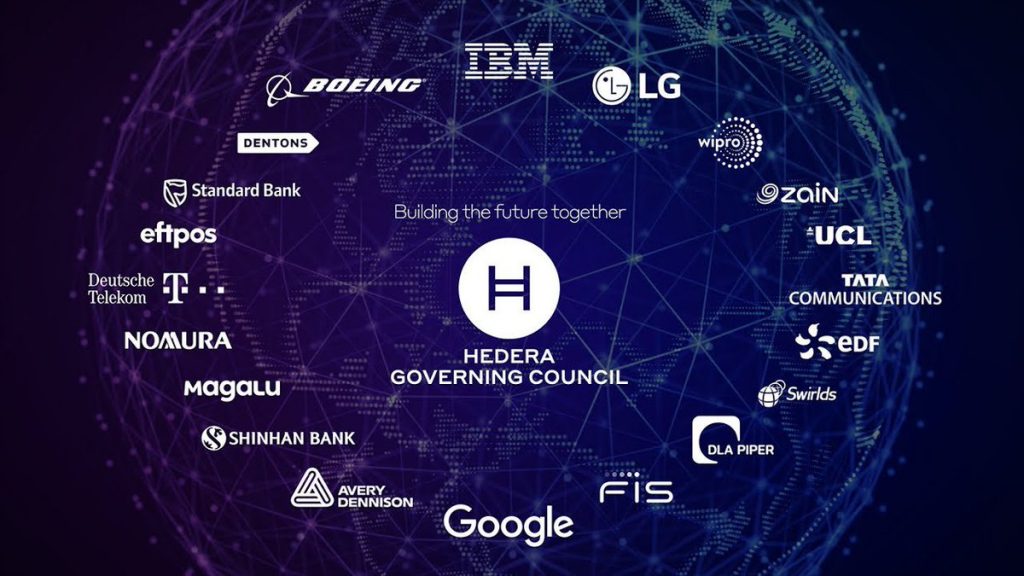 IBM
BOEING
LG
DENTONS
wipro
Standard Bank
zain
Building the future together
eftpos
UCL
Deutsche
Telekom
T
TATA
COMMUNICATIONS
H
NOMURA
eDF
HEDERA
GOVERNING COUNCIL
MagaLu
Swirlds
SHINHAN BANK
DLA PIPER
AVERY
DENNISON
FIS
Google